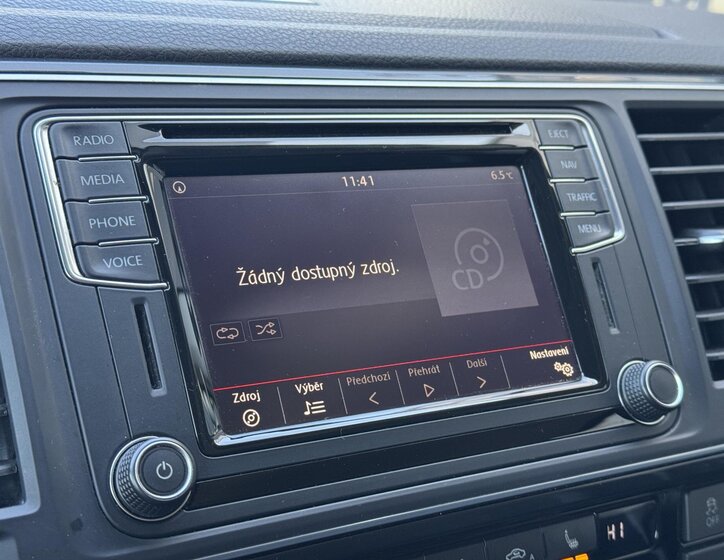 RADIO
MEDIA
PHONE
VOICE
EJECT
NAV
TRAFFIC
MENU
11:41
6.5 °C
Žádný dostupný zdroj.
CD
Zdroj
Výběr
Předchozí
Přehrát
Další
Nastavení
HI